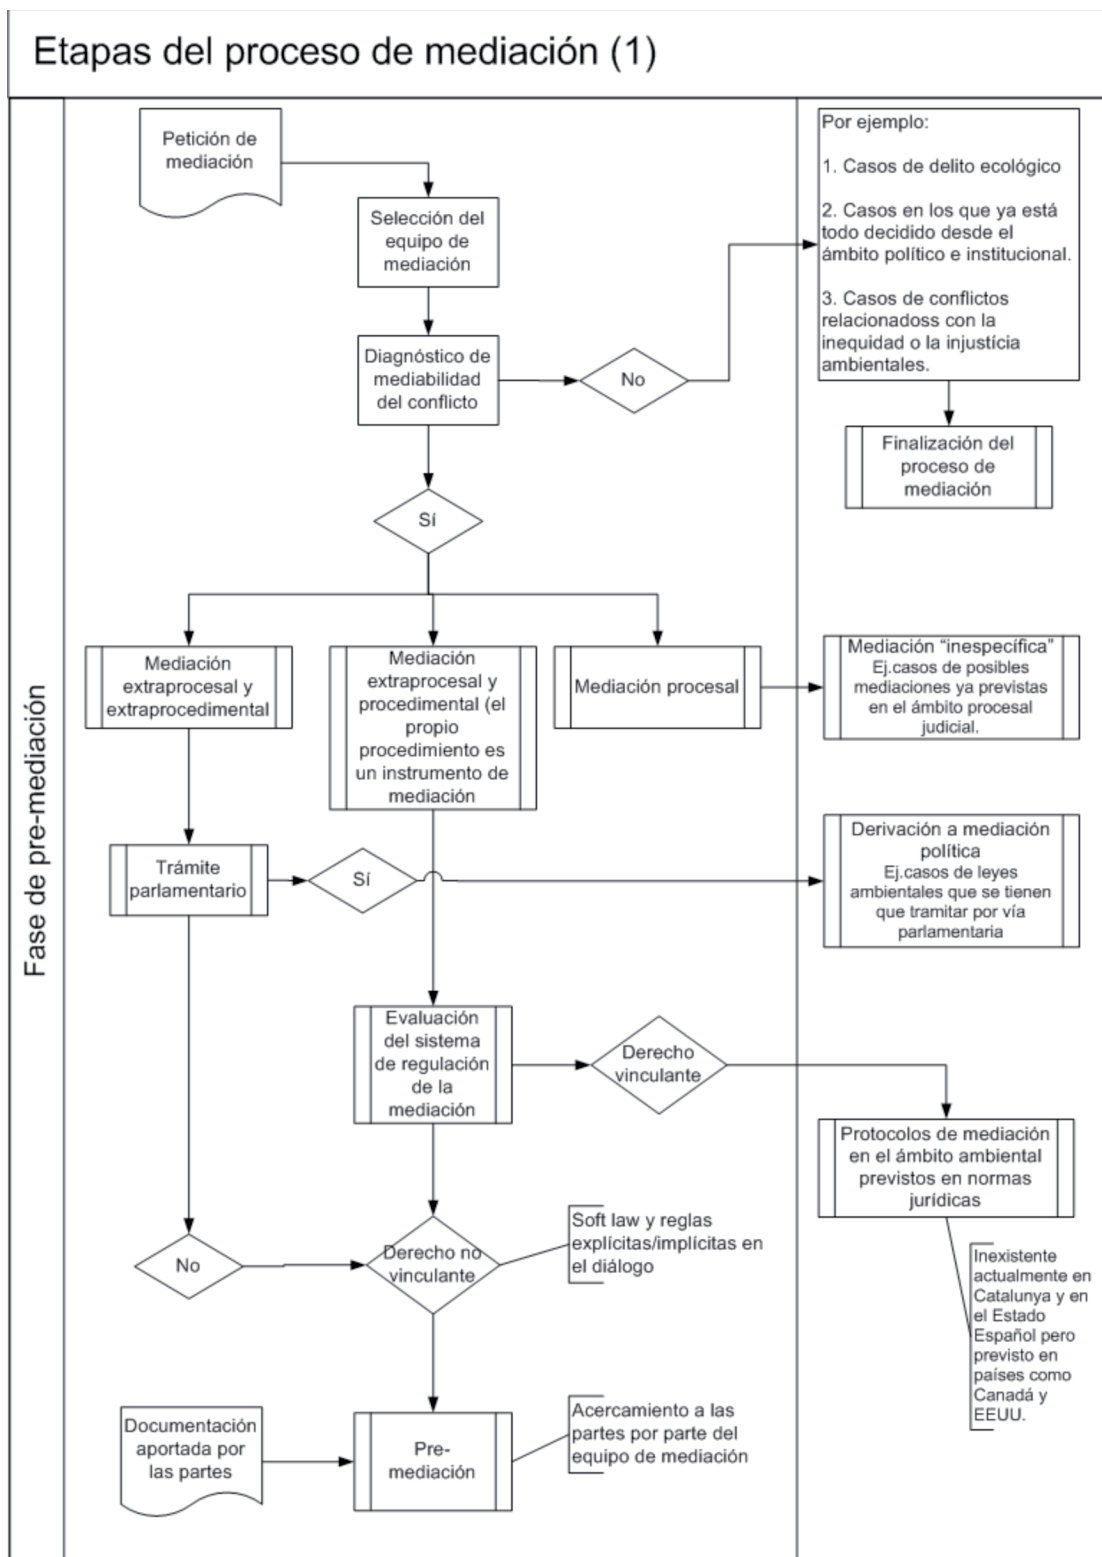 Etapas del proceso de mediación (1)
Fase de pre-mediación
Petición de
mediación
Selección del
equipo de
mediación
Diagnóstico de
mediabilidad
del conflicto
No
Por ejemplo:
1. Casos de delito ecológico
2. Casos en los que ya está
todo decidido desde el
ámbito político e institucional.
3. Casos de conflictos
relacionadoss con la
inequidad o la injustícia
ambientales.
Finalización del
proceso de
mediación
Sí
Mediación
extraprocesal y
extraprocedimental
Mediación
extraprocesal y
procedimental (el
propio
procedimiento es
un instrumento de
mediación
Mediación procesal
Mediación “inespecífica”
Ej.casos de posibles
mediaciones ya previstas
en el ámbito procesal
judicial.
Trámite
parlamentario
Sí
Derivación a mediación
política
Ej.casos de leyes
ambientales que se tienen
que tramitar por vía
parlamentaria
Evaluación
del sistema
de regulación
de la
mediación
Derecho
vinculante
Protocolos de mediación
en el ámbito ambiental
previstos en normas
jurídicas
Inexistente
actualmente en
Catalunya y en
el Estado
Español pero
previsto en
países como
Canadá y
EEUU.
No
Derecho no
vinculante
Soft law y reglas
explícitas/implícitas en
el diálogo
Documentación
aportada por
las partes
Pre-
mediación
Acercamiento a las
partes por parte del
equipo de mediación